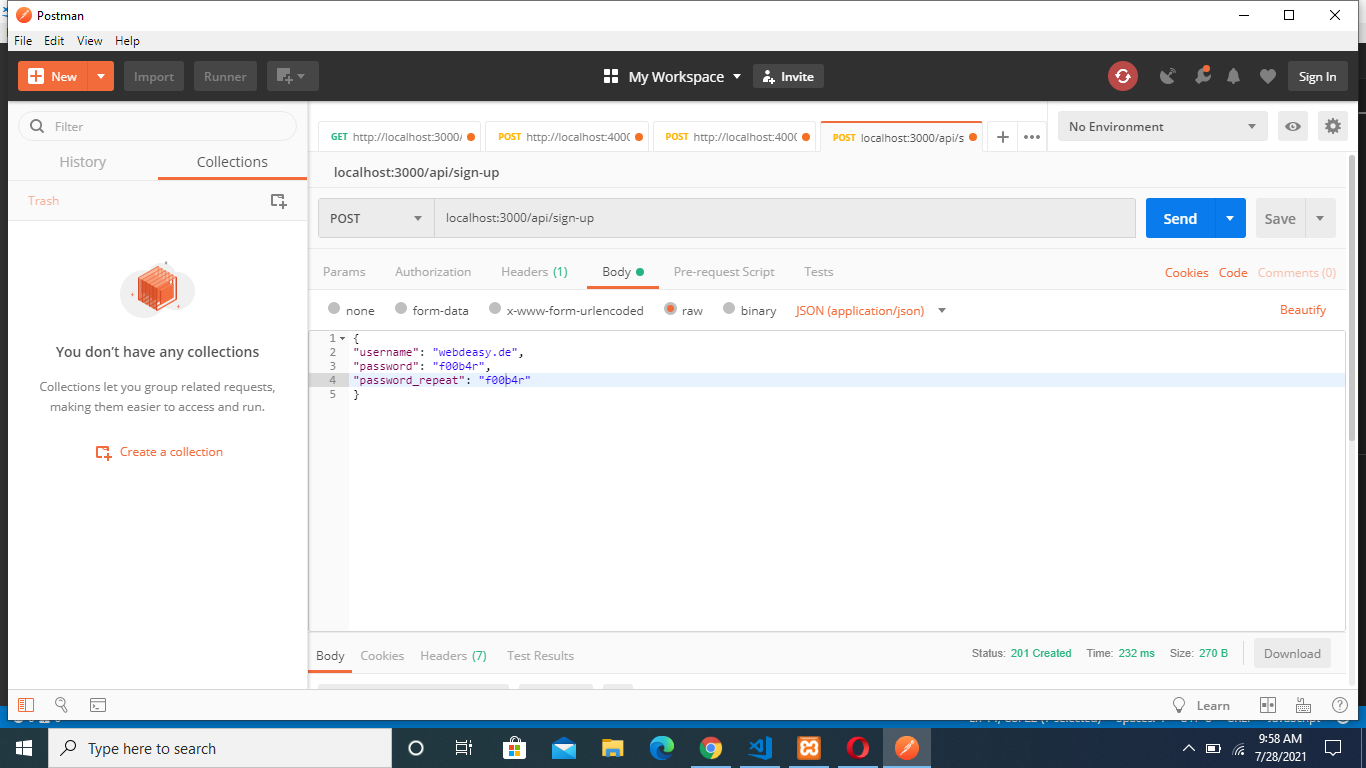 Postman
File Edit View Help
New Import Runner My Workspace Invite Sign In
Filter
History Collections
Trash
You don't have any collections
Collections let you group related requests,
making them easier to access and run.
Create a collection
GET http://localhost:3000/ POST http://localhost:400( POST http://localhost:400( POST localhost:3000/api/s
No Environment
localhost:3000/api/sign-up
POST localhost:3000/api/sign-up Send Save
Params Authorization Headers (1) Body Pre-request Script Tests Cookies Code Comments (0)
none form-data x-www-form-urlencoded raw binary JSON (application/json) Beautify
1 {
2 "username": "webdeasy.de",
3 "password": "f00b4r",
4 "password_repeat": "f00b4r"
5 }
Body Cookies Headers (7) Test Results Status: 201 Created Time: 232 ms Size: 270 B Download
Learn
Type here to search
9:58 AM
7/28/2021